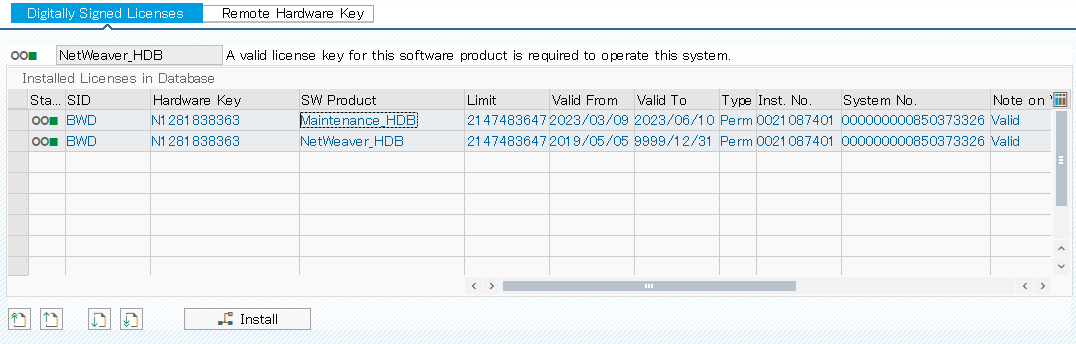 Digitally Signed Licenses Remote Hardware Key
NetWeaver_HDB A valid license key for this software product is required to operate this system.
Installed Licenses in Database
Sta... SID Hardware Key SW Product Limit Valid From Valid To Type Inst. No. System No. Note on
BWD N1281838363 Maintenance_HDB 2147483647 2023/03/09 2023/06/10 Perm 0021087401 000000000850373326 Valid
BWD N1281838363 NetWeaver_HDB 2147483647 2019/05/05 9999/12/31 Perm 0021087401 000000000850373326 Valid
Install